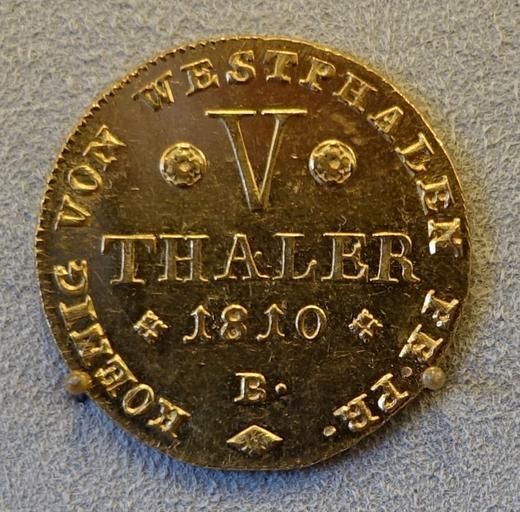 KOENIG VON WESTPHALEN FR. PR.
V
THALER
1810
B.